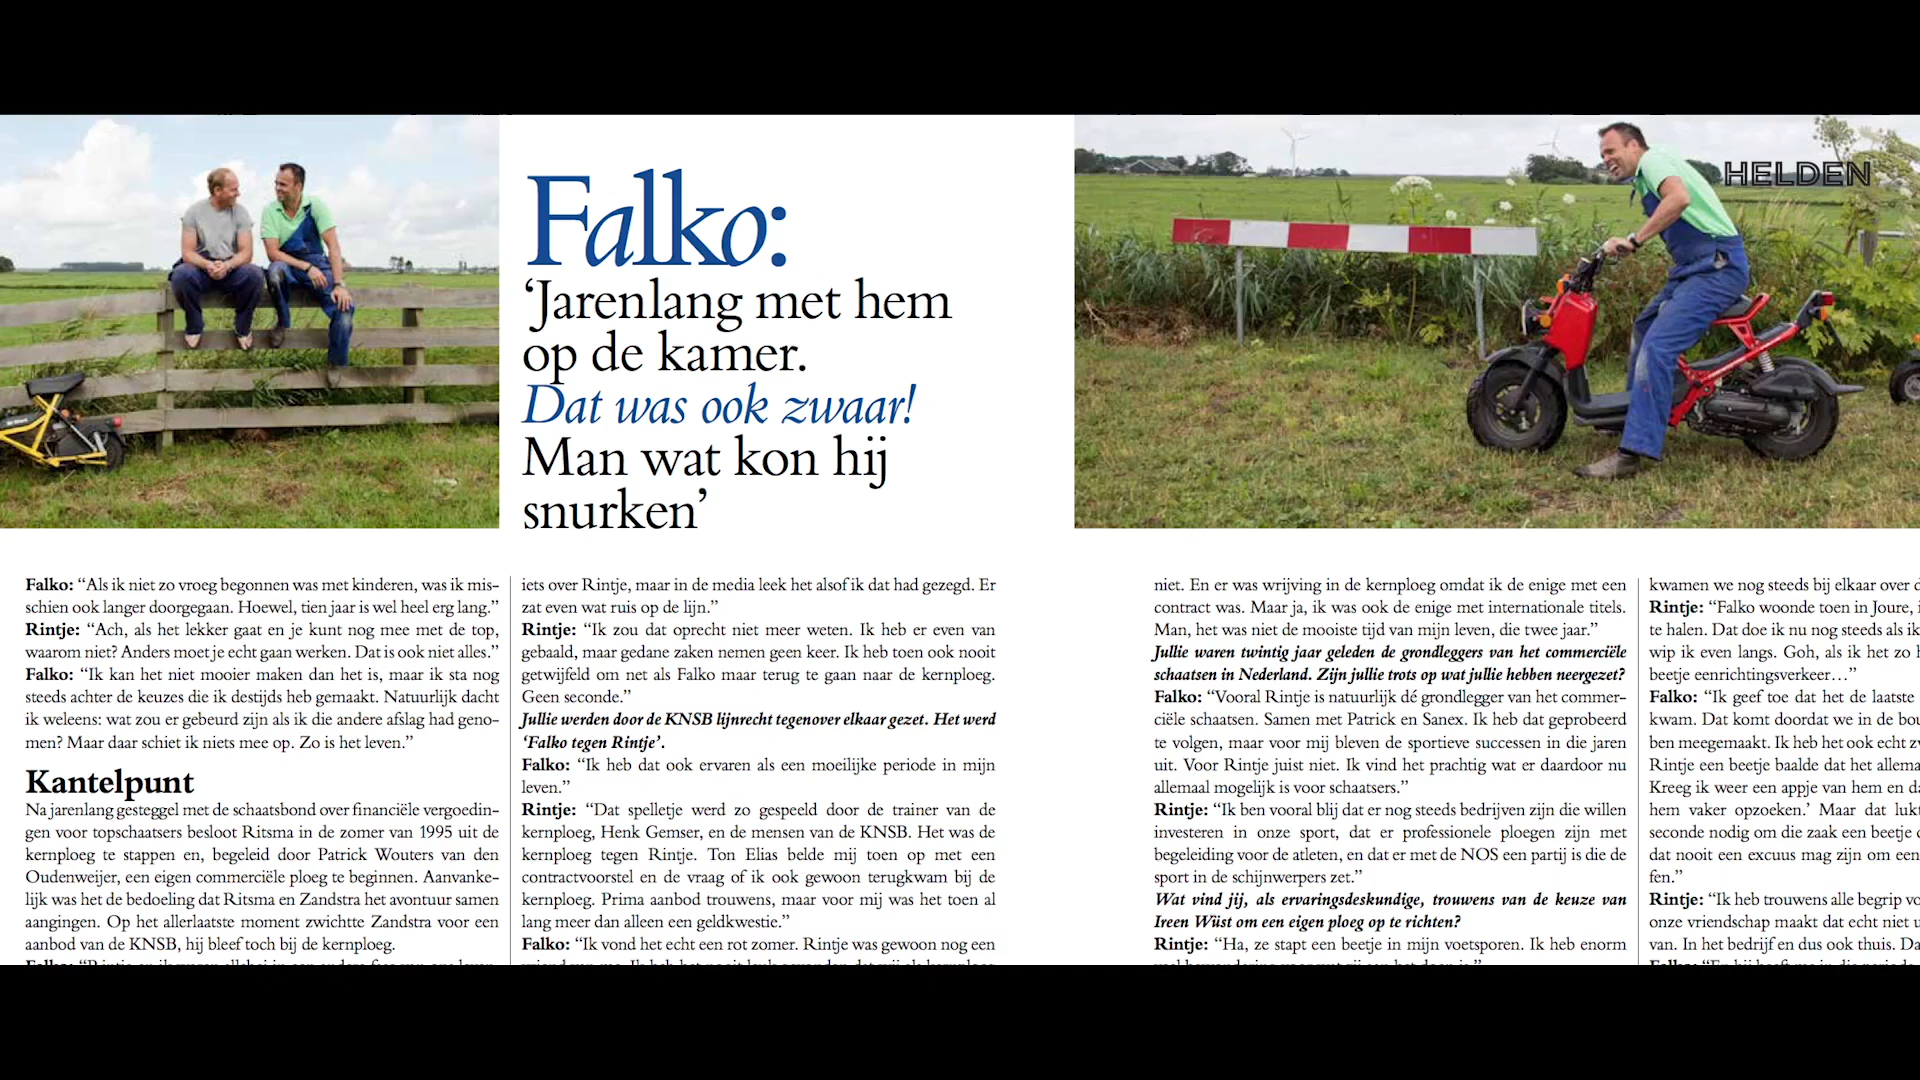 HELDEN
Falko:
‘Jarenlang met hem
op de kamer.
Dat was ook zwaar!
Man wat kon hij
snurken’
Falko: “Als ik niet zo vroeg begonnen was met kinderen, was ik mis-
schien ook langer doorgegaan. Hoewel, tien jaar is wel heel erg lang.”
Rintje: “Ach, als het lekker gaat en je kunt nog mee met de top,
waarom niet? Anders moet je echt gaan werken. Dat is ook niet alles.”
Falko: “Ik kan het niet mooier maken dan het is, maar ik sta nog
steeds achter de keuzes die ik destijds heb gemaakt. Natuurlijk dacht
ik weleens: wat zou er gebeurd zijn als ik die andere afslag had geno-
men? Maar daar schiet ik niets mee op. Zo is het leven.”
Kantelpunt
Na jarenlang gesteggel met de schaatsbond over financiële vergoedin-
gen voor topschaatsers besloot Ritsma in de zomer van 1995 uit de
kernploeg te stappen en, begeleid door Patrick Wouters van den
Oudenweijer, een eigen commerciële ploeg te beginnen. Aanvanke-
lijk was het de bedoeling dat Ritsma en Zandstra het avontuur samen
aangingen. Op het allerlaatste moment zwichtte Zandstra voor een
aanbod van de KNSB, hij bleef toch bij de kernploeg.
iets over Rintje, maar in de media leek het alsof ik dat had gezegd. Er
zat even wat ruis op de lijn.”
Rintje: “Ik zou dat oprecht niet meer weten. Ik heb er even van
gebaald, maar gedane zaken nemen geen keer. Ik heb toen ook nooit
getwijfeld om net als Falko maar terug te gaan naar de kernploeg.
Geen seconde.”
Jullie werden door de KNSB lijnrecht tegenover elkaar gezet. Het werd
‘Falko tegen Rintje’.
Falko: “Ik heb dat ook ervaren als een moeilijke periode in mijn
leven.”
Rintje: “Dat spelletje werd zo gespeeld door de trainer van de
kernploeg, Henk Gemser, en de mensen van de KNSB. Het was de
kernploeg tegen Rintje. Ton Elias belde mij toen op met een
contractvoorstel en de vraag of ik ook gewoon terugkwam bij de
kernploeg. Prima aanbod trouwens, maar voor mij was het toen al
lang meer dan alleen een geldkwestie.”
Falko: “Ik vond het echt een rot zomer. Rintje was gewoon nog een
niet. En er was wrijving in de kernploeg omdat ik de enige met een
contract was. Maar ja, ik was ook de enige met internationale titels.
Man, het was niet de mooiste tijd van mijn leven, die twee jaar.”
Jullie waren twintig jaar geleden de grondleggers van het commerciële
schaatsen in Nederland. Zijn jullie trots op wat jullie hebben neergezet?
Falko: “Vooral Rintje is natuurlijk dé grondlegger van het commer-
ciële schaatsen. Samen met Patrick en Sanex. Ik heb dat geprobeerd
te volgen, maar voor mij bleven de sportieve successen in die jaren
uit. Voor Rintje juist niet. Ik vind het prachtig wat er daardoor nu
allemaal mogelijk is voor schaatsers.”
Rintje: “Ik ben vooral blij dat er nog steeds bedrijven zijn die willen
investeren in onze sport, dat er professionele ploegen zijn met
begeleiding voor de atleten, en dat er met de NOS een partij is die de
sport in de schijnwerpers zet.”
Wat vind jij, als ervaringsdeskundige, trouwens van de keuze van
Ireen Wüst om een eigen ploeg op te richten?
Rintje: “Ha, ze stapt een beetje in mijn voetsporen. Ik heb enorm
kwamen we nog steeds bij elkaar over
Rintje: “Falko woonde toen in Joure,
te halen. Dat doe ik nu nog steeds als ik
wip ik even langs. Goh, als ik het zo
beetje eenrichtingsverkeer…”
Falko: “Ik geef toe dat het de laatste
kwam. Dat komt doordat we in de
ben meegemaakt. Ik heb het ook echt
Rintje een beetje baalde dat het
Kreeg ik weer een appje van hem en
hem vaker opzoeken.’ Maar dat
seconde nodig om die zaak een beetje
dat nooit een excuus mag zijn om een
fen.”
Rintje: “Ik heb trouwens alle begrip
onze vriendschap maakt dat echt niet
van. In het bedrijf en dus ook thuis.